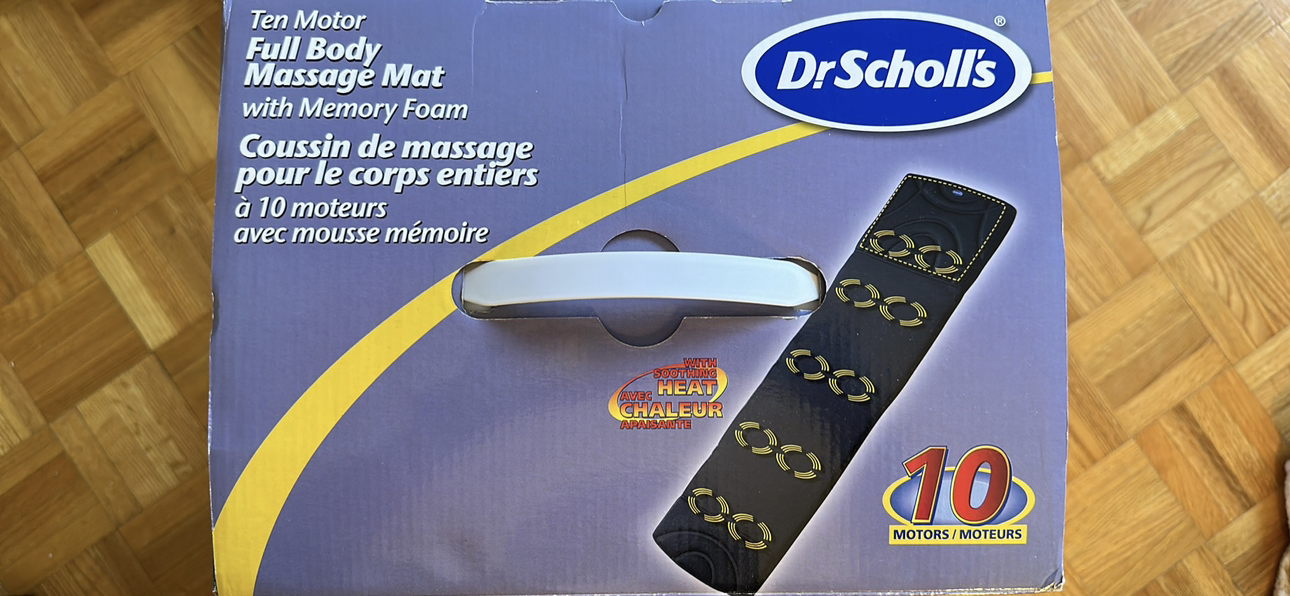 Ten Motor
Full Body
Massage Mat
with Memory Foam
Coussin de massage
pour le corps entiers
à 10 moteurs
avec mousse mémoire
Dr.Scholl's®
WITH
SOOTHING
HEAT
AVEC
CHALEUR
APAISANTE
10
MOTORS / MOTEURS